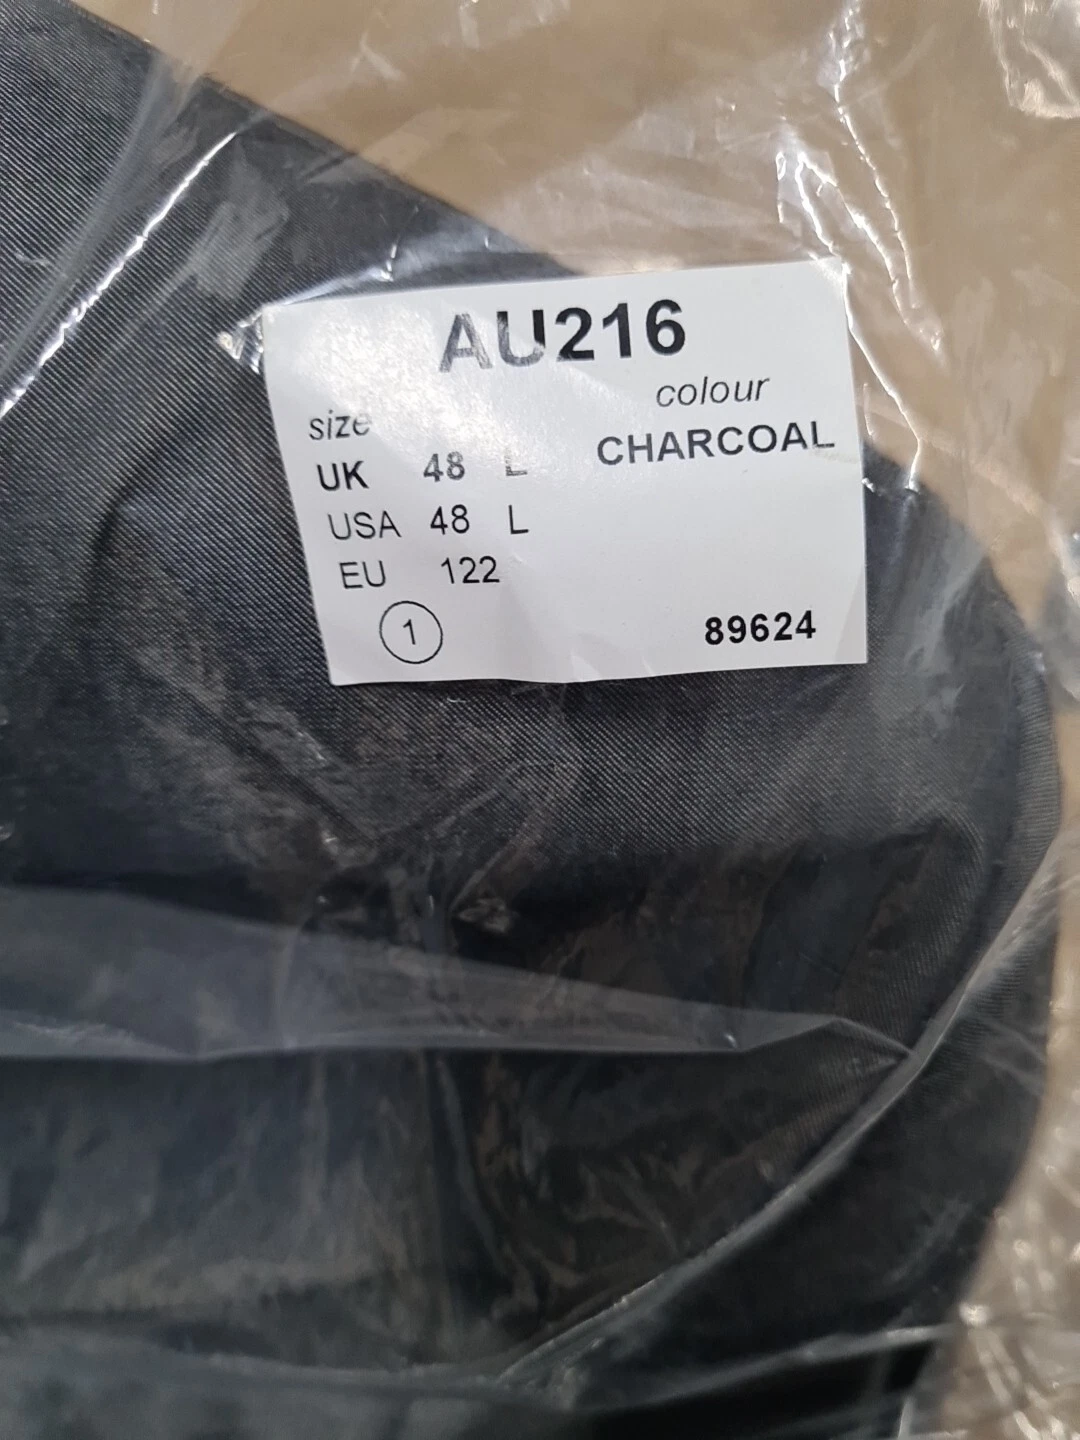 AU216
colour
size
CHARCOAL
UK 48 L
USA 48 L
EU 122
1
89624